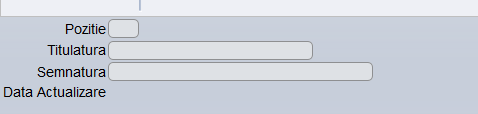 Pozitie
Titulatura
Semnatura
Data Actualizare